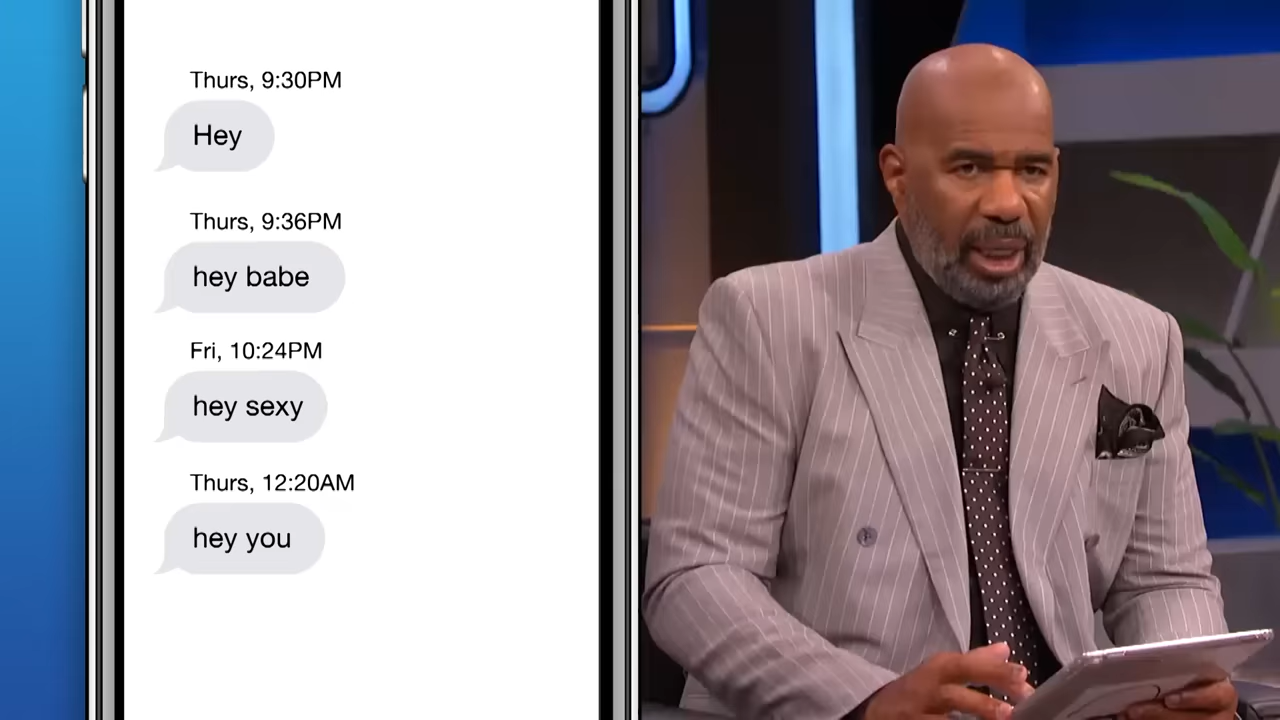 Thurs, 9:30PM
Hey
Thurs, 9:36PM
hey babe
Fri, 10:24PM
hey sexy
Thurs, 12:20AM
hey you